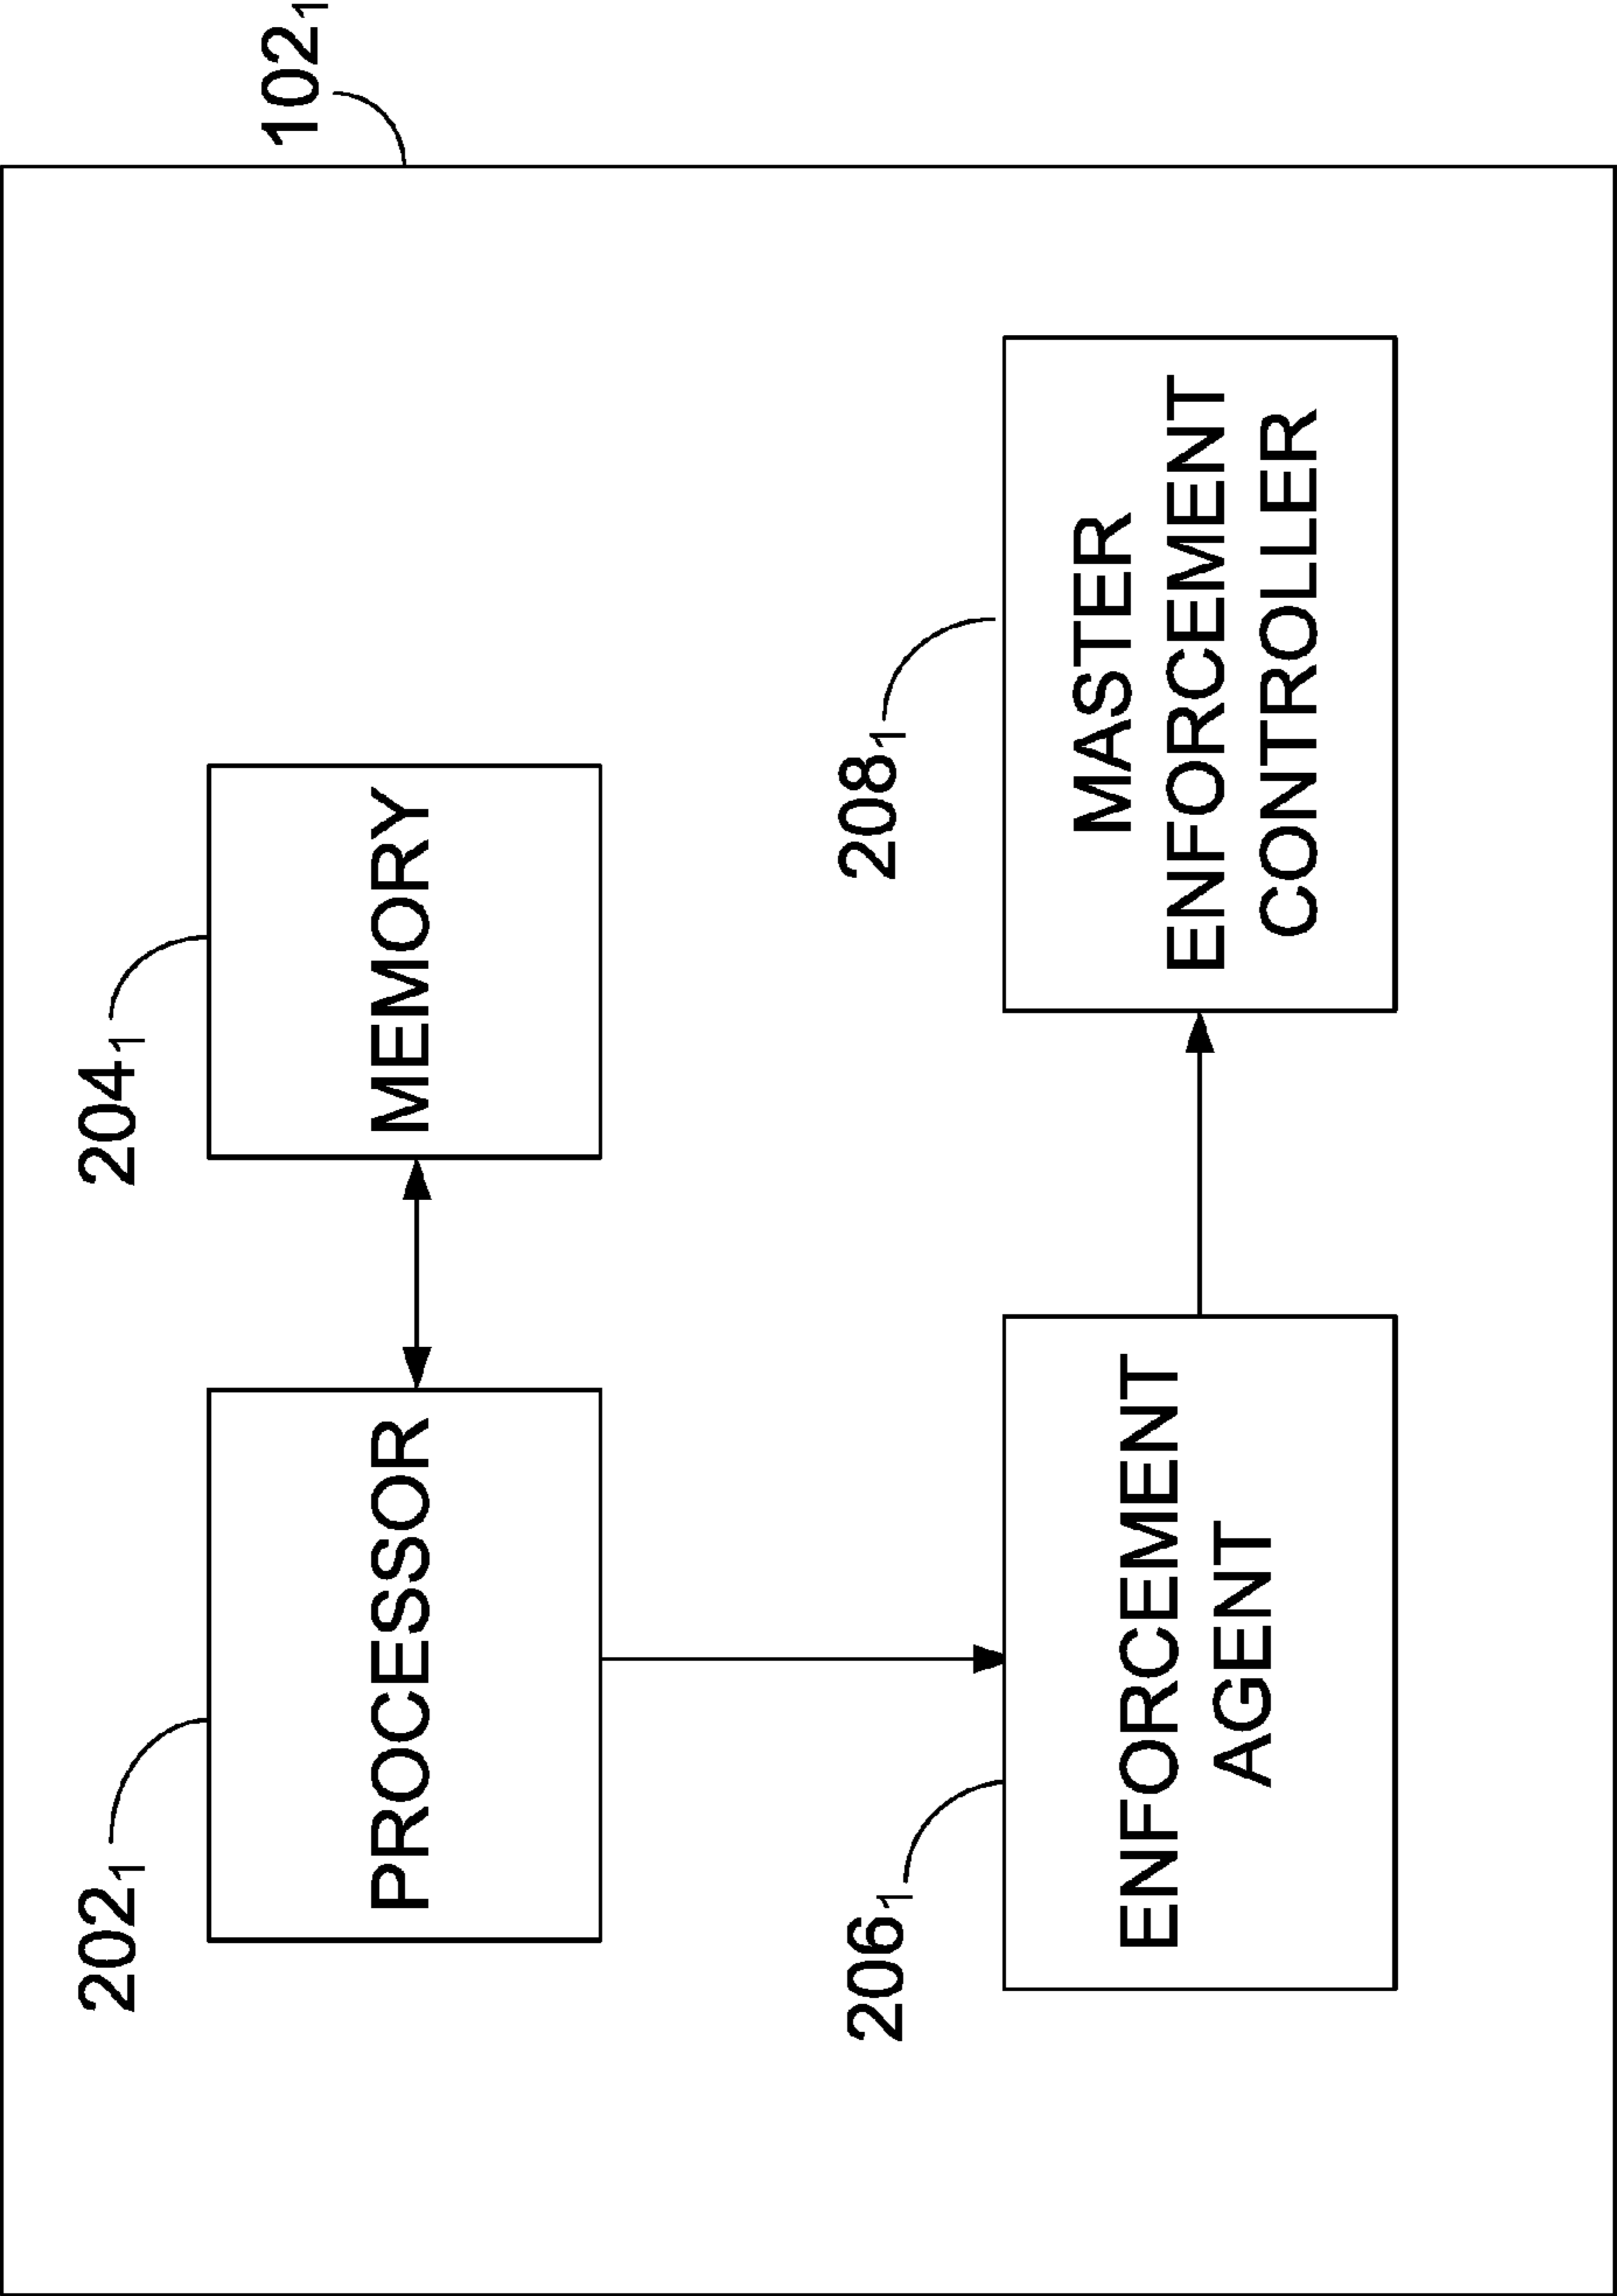 102₁
202₁
PROCESSOR
204₁
MEMORY
206₁
ENFORCEMENT
AGENT
208₁
MASTER
ENFORCEMENT
CONTROLLER